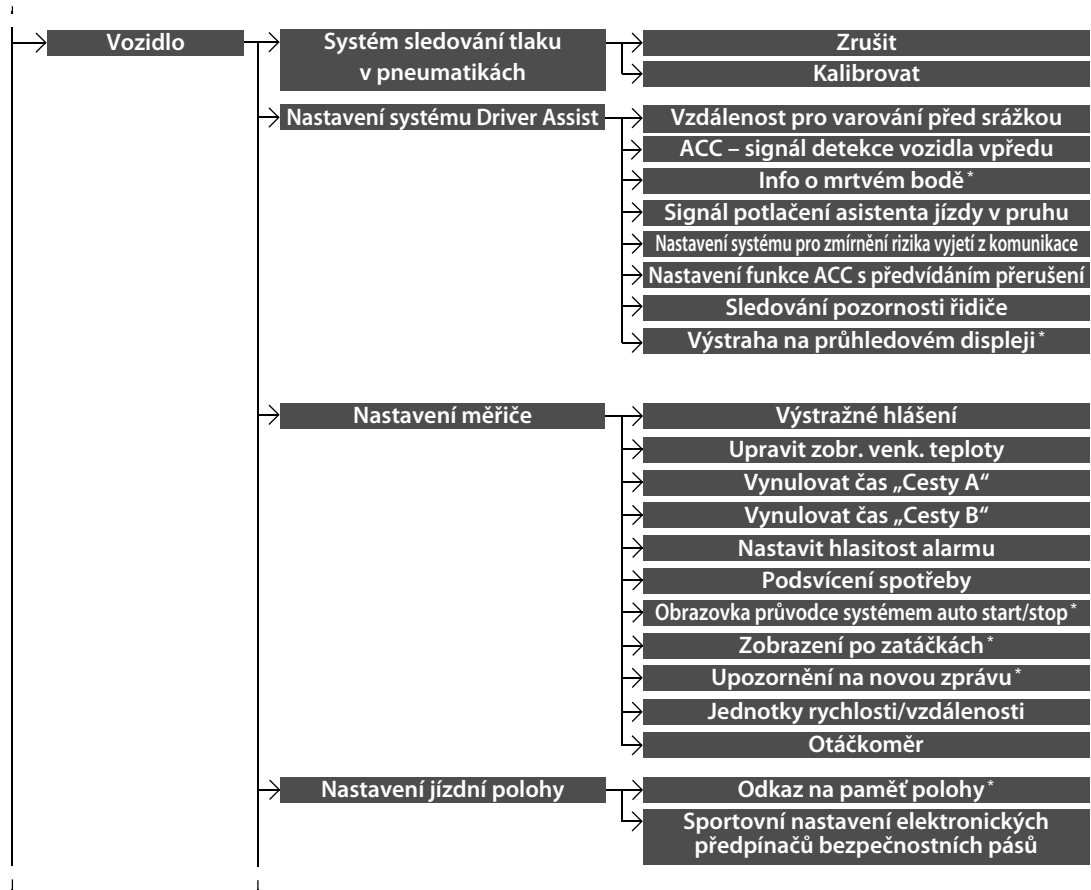 Vozidlo
Systém sledování tlaku
v pneumatikách
Zrušit
Kalibrovat
Nastavení systému Driver Assist
Vzdálenost pro varování před srážkou
ACC – signál detekce vozidla vpředu
Info o mrtvém bodě*
Signál potlačení asistenta jízdy v pruhu
Nastavení systému pro zmírnění rizika vyjetí z komunikace
Nastavení funkce ACC s předvídáním přerušení
Sledování pozornosti řidiče
Výstraha na průhledovém displeji*
Nastavení měřiče
Výstražné hlášení
Upravit zobr. venk. teploty
Vynulovat čas „Cesty A“
Vynulovat čas „Cesty B“
Nastavit hlasitost alarmu
Podsvícení spotřeby
Obrazovka průvodce systémem auto start/stop*
Zobrazení po zatáčkách*
Upozornění na novou zprávu*
Jednotky rychlosti/vzdálenosti
Otáčkoměr
Nastavení jízdní polohy
Odkaz na paměť polohy*
Sportovní nastavení elektronických
předpínačů bezpečnostních pásů